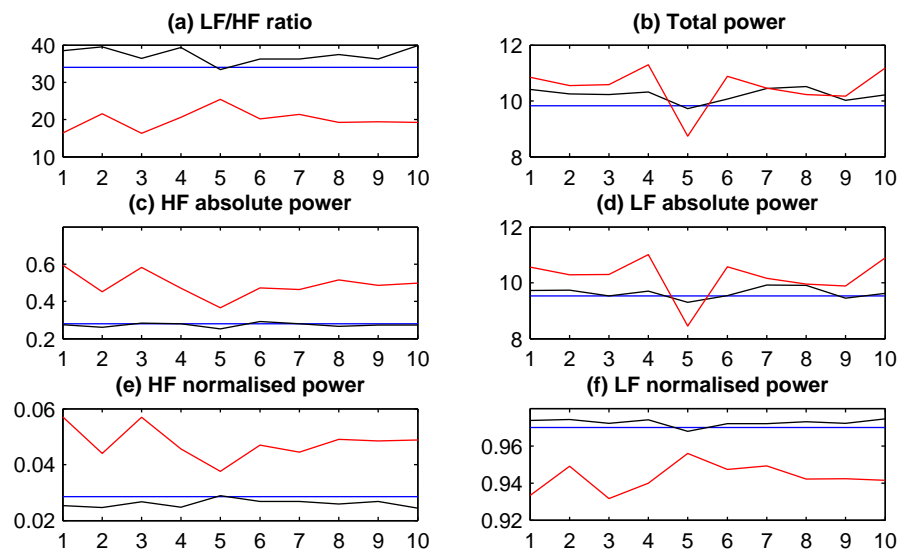 (a) LF/HF ratio
40
30
20
10
1 2 3 4 5 6 7 8 9 10
(b) Total power
12
10
8
1 2 3 4 5 6 7 8 9 10
(c) HF absolute power
0.6
0.4
0.2
1 2 3 4 5 6 7 8 9 10
(d) LF absolute power
12
10
8
1 2 3 4 5 6 7 8 9 10
(e) HF normalised power
0.06
0.04
0.02
1 2 3 4 5 6 7 8 9 10
(f) LF normalised power
0.96
0.94
0.92
1 2 3 4 5 6 7 8 9 10